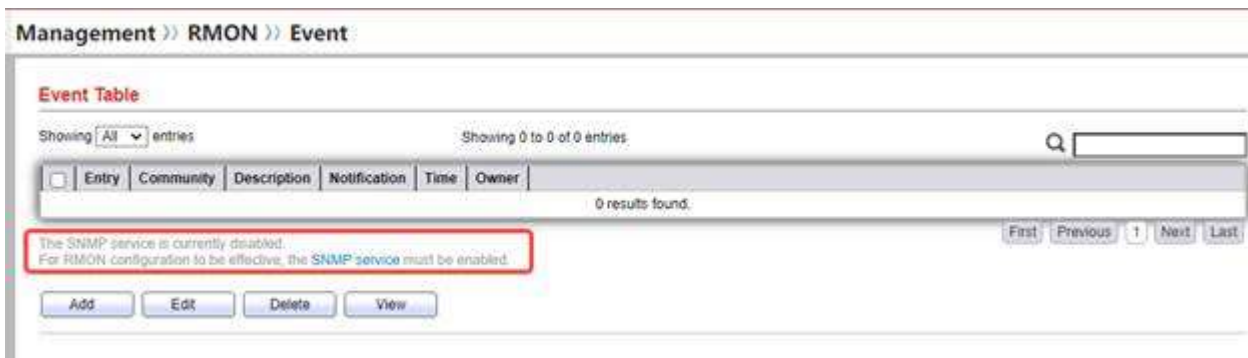 Management » RMON » Event
Event Table
Showing All entries
Showing 0 to 0 of 0 entries
Entry Community Description Notification Time Owner
0 results found.
The SNMP service is currently disabled.
For RMON configuration to be effective, the SNMP service must be enabled.
First Previous 1 Next Last
Add Edit Delete View